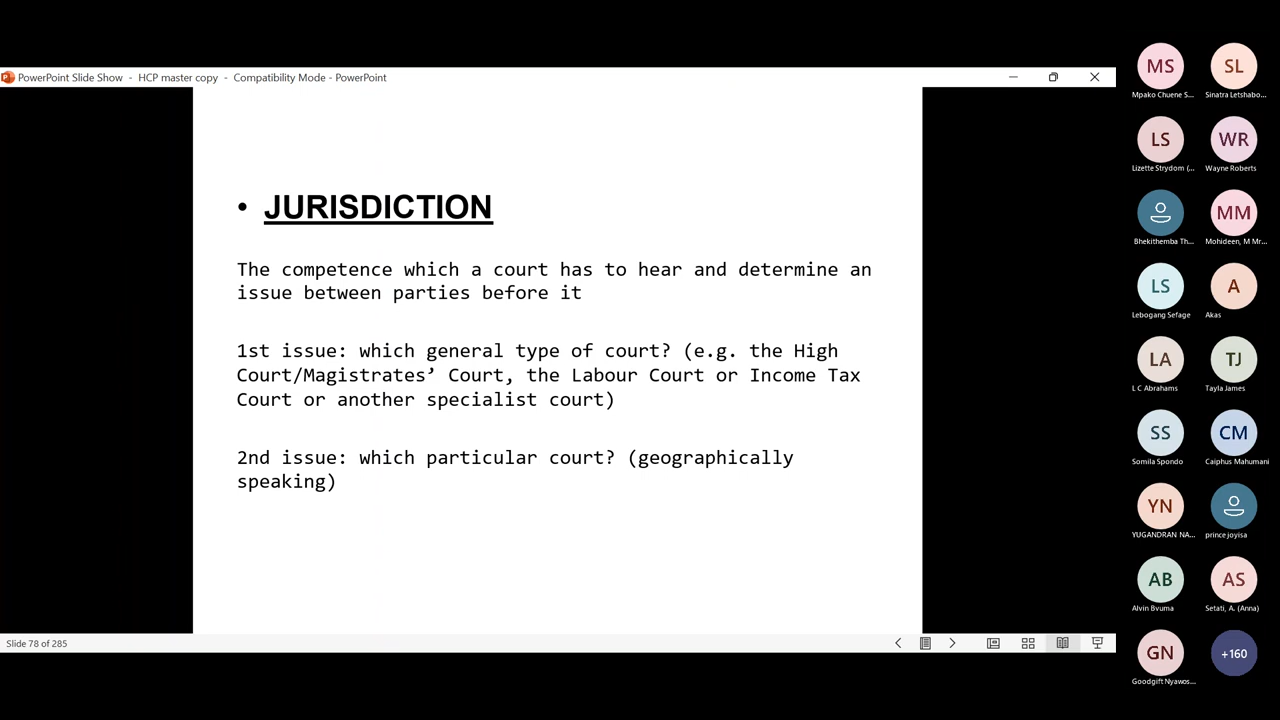 PowerPoint Slide Show - HCP master copy - Compatibility Mode - PowerPoint
• JURISDICTION
The competence which a court has to hear and determine an
issue between parties before it
1st issue: which general type of court? (e.g. the High
Court/Magistrates’ Court, the Labour Court or Income Tax
Court or another specialist court)
2nd issue: which particular court? (geographically
speaking)
Slide 78 of 285
MS
SL
Mpako Chuene S...
Sinatra Letshabo...
LS
WR
Lizette Strydom (...
Wayne Roberts
MM
Bhekithemba Th...
Mohideen, M Mr...
LS
A
Lebogang Sefage
Akas
LA
TJ
L C Abrahams
Tayla James
SS
CM
Somila Spondo
Caiphus Mahumani
YN
YUGANDRAN NA...
prince joyisa
AB
AS
Alvin Bvuma
Setati, A. (Anna)
GN
+160
Goodgift Nyawos...